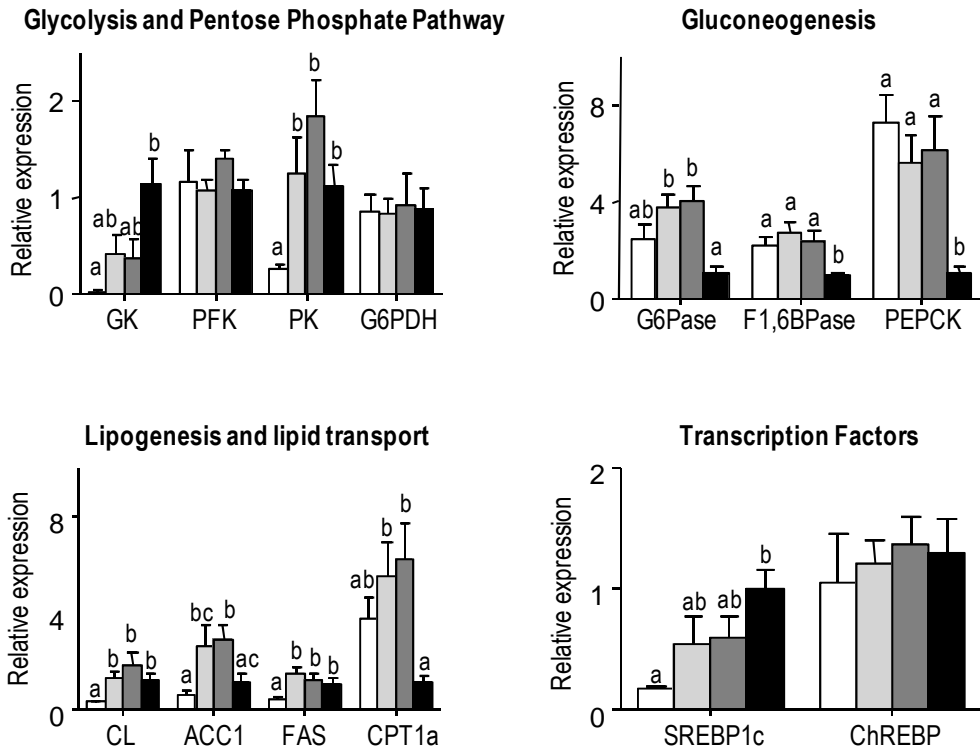 Glycolysis and Pentose Phosphate Pathway
Relative expression
2
1
0
a
ab
ab
b
a
b
b
b
GK
PFK
PK
G6PDH
Gluconeogenesis
Relative expression
8
4
0
ab
b
b
a
a
a
a
b
a
a
a
b
G6Pase
F1,6BPase
PEPCK
Lipogenesis and lipid transport
Relative expression
8
4
0
a
b
b
b
a
bc
b
ac
a
b
b
b
ab
b
b
a
CL
ACC1
FAS
CPT1a
Transcription Factors
Relative expression
2
1
0
a
ab
ab
b
SREBP1c
ChREBP